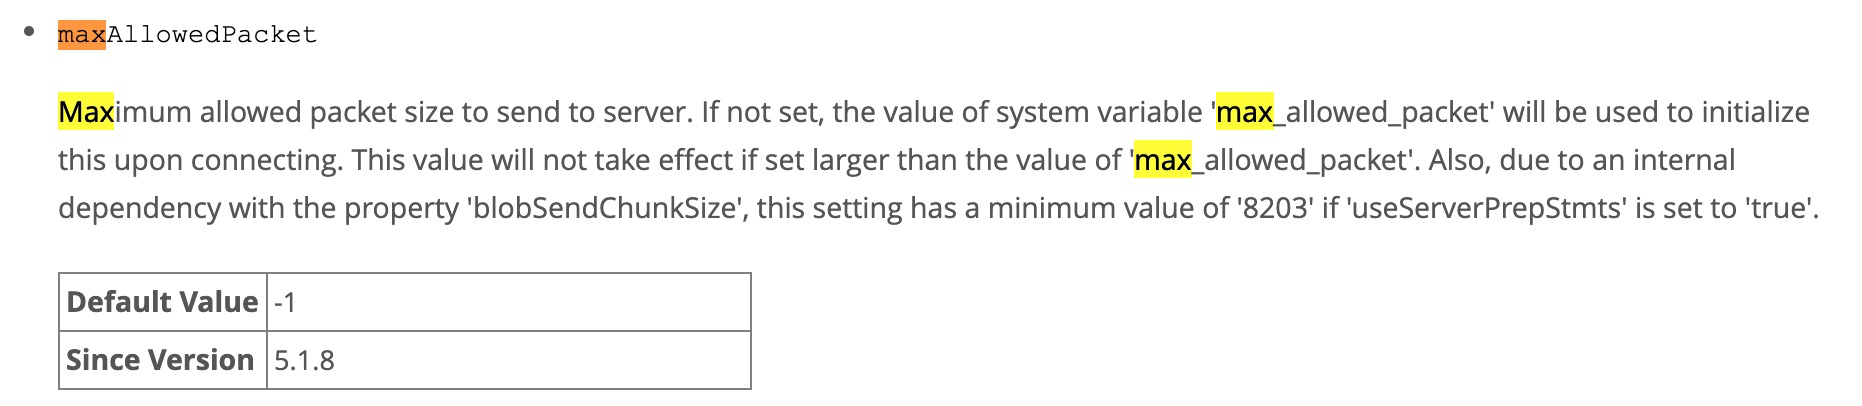 maxAllowedPacket
Maximum allowed packet size to send to server. If not set, the value of system variable 'max_allowed_packet' will be used to initialize
this upon connecting. This value will not take effect if set larger than the value of 'max_allowed_packet'. Also, due to an internal
dependency with the property 'blobSendChunkSize', this setting has a minimum value of '8203' if 'useServerPrepStmts' is set to 'true'.
Default Value -1
Since Version 5.1.8